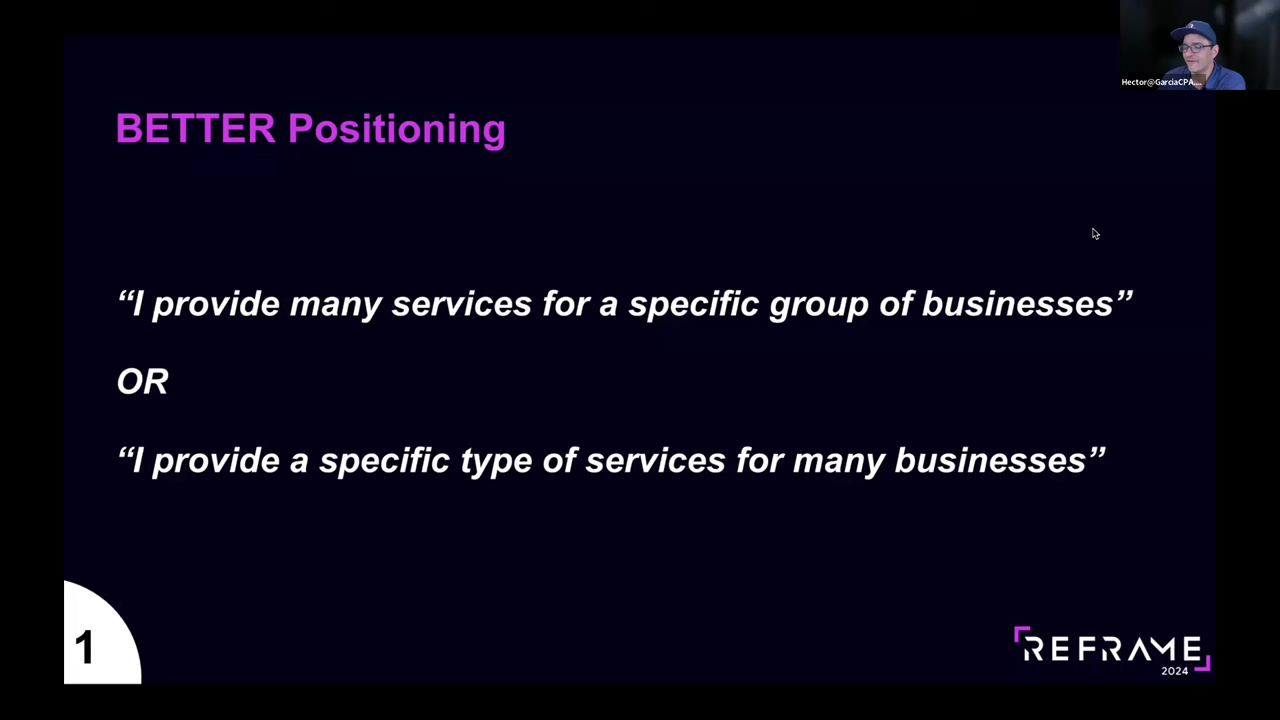 Hector@GarciaCPA....
BETTER Positioning
“I provide many services for a specific group of businesses”
OR
“I provide a specific type of services for many businesses”
1
REFRAME
2024